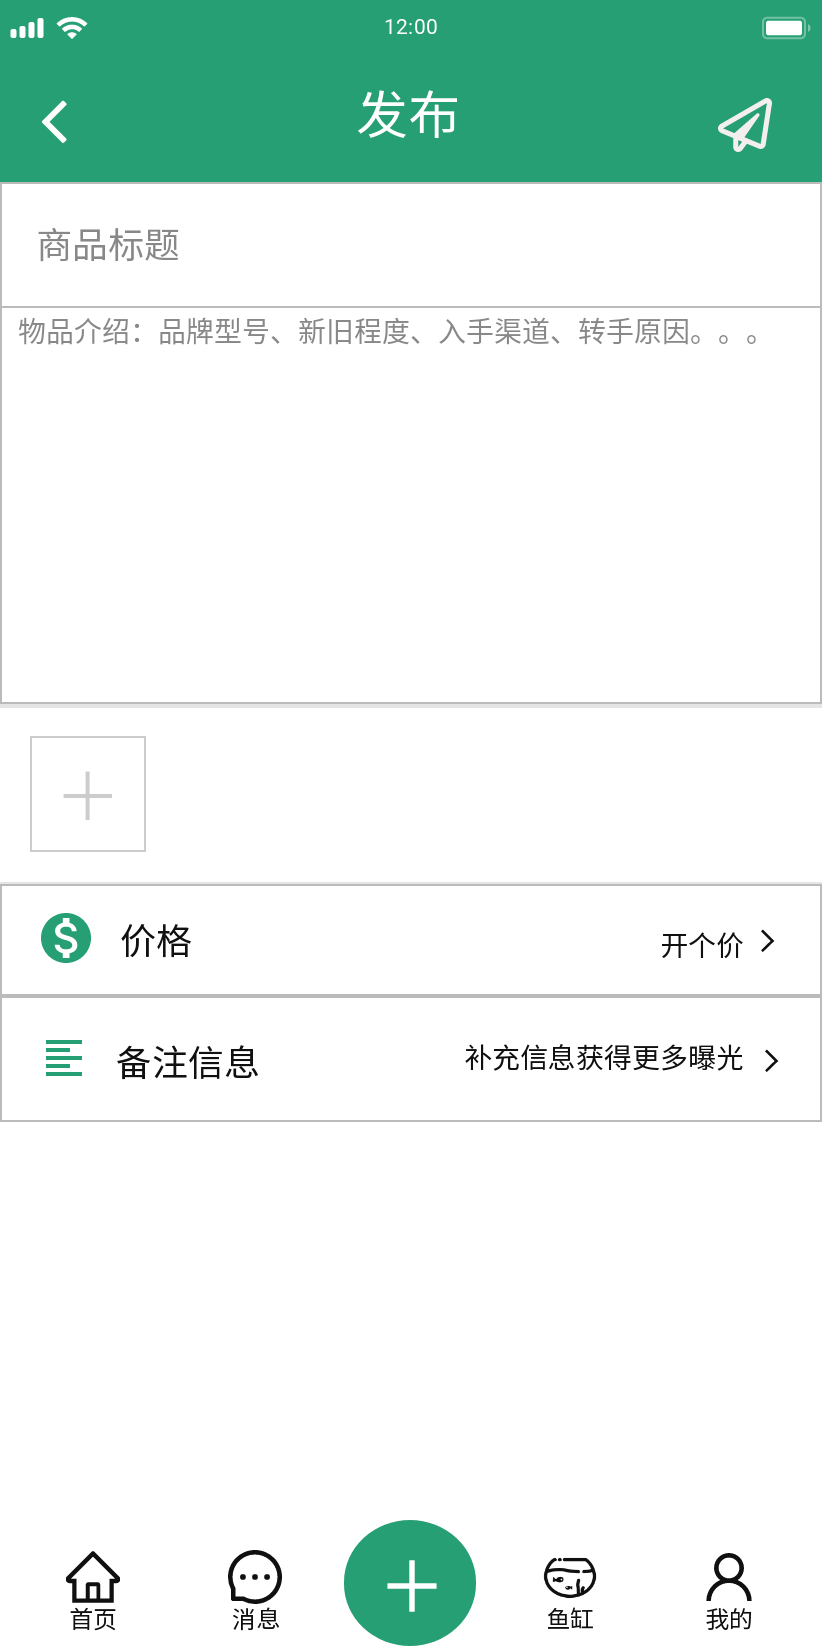 12:00
发布
商品标题
物品介绍：品牌型号、新旧程度、入手渠道、转手原因。。。
价格
开个价
备注信息
补充信息获得更多曝光
首页
消息
鱼缸
我的